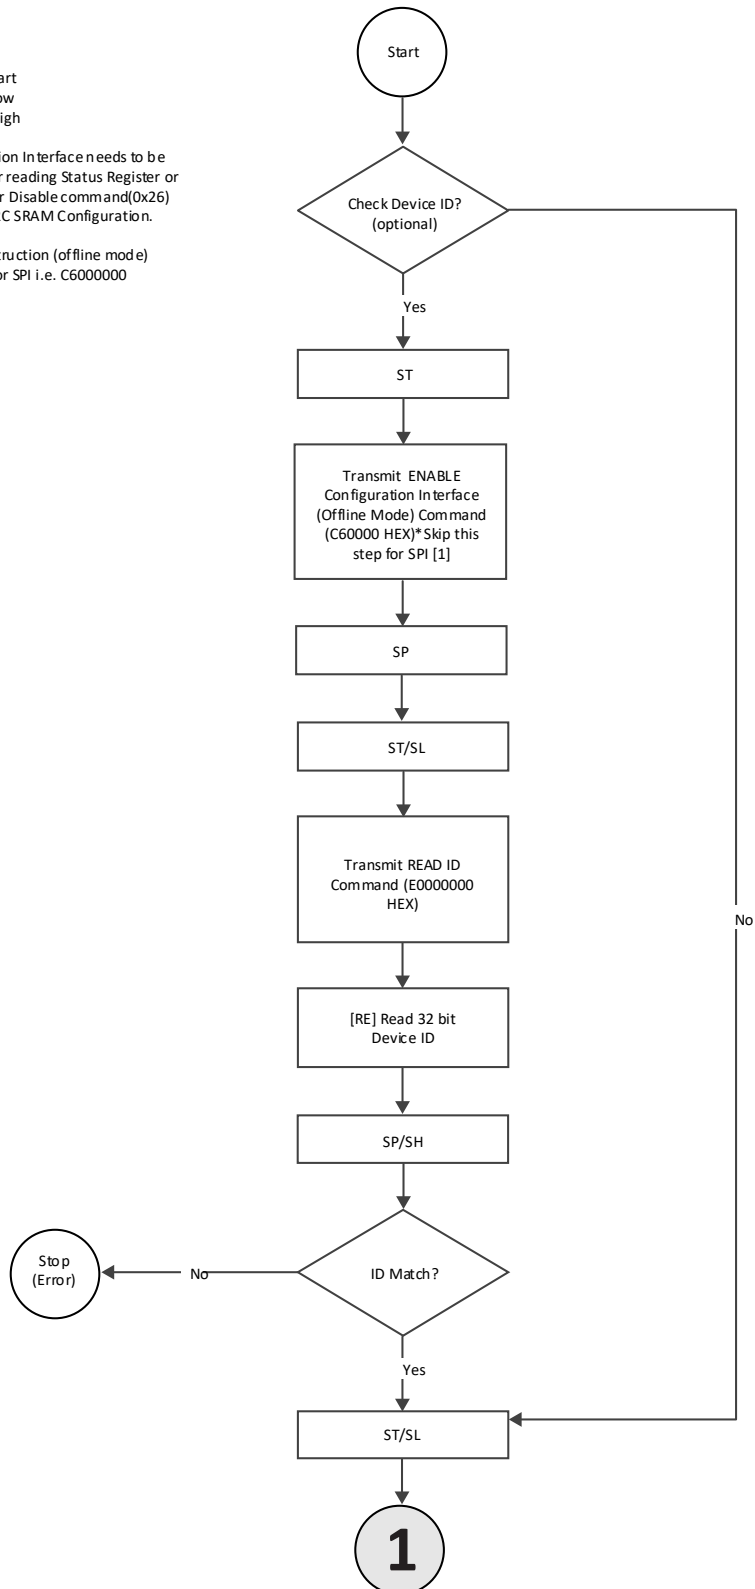 Start
art
ow
igh
ion Interface needs to be
r reading Status Register or
r Disable command(0x26)
C SRAM Configuration.
ruction (offline mode)
or SPI i.e. C6000000
Check Device ID?
(optional)
Yes
ST
Transmit ENABLE
Configuration Interface
(Offline Mode) Command
(C60000 HEX)*Skip this
step for SPI [1]
SP
ST/SL
Transmit READ ID
Command (E0000000
HEX)
No
[RE] Read 32 bit
Device ID
SP/SH
Stop
(Error)
No
ID Match?
Yes
ST/SL
1